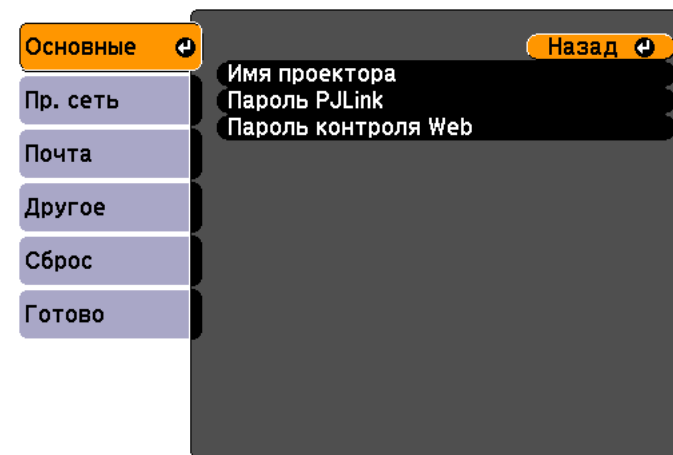 Основные
Пр. сеть
Почта
Другое
Сброс
Готово
Назад
Имя проектора
Пароль PJLink
Пароль контроля Web